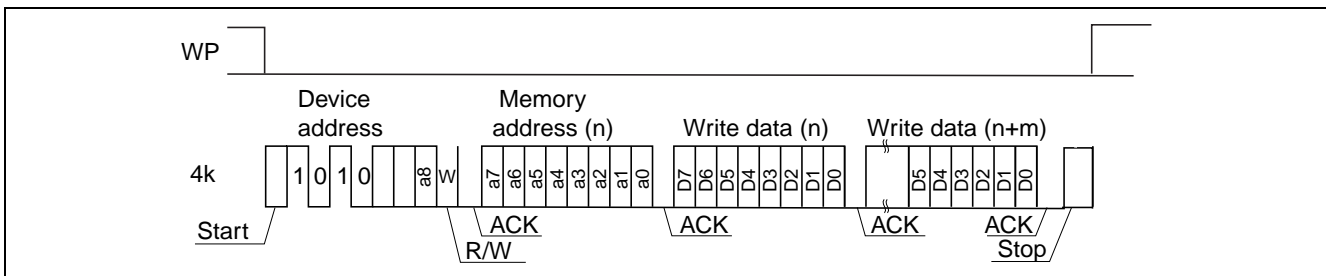 WP
Device address
Memory address (n)
Write data (n)
Write data (n+m)
4k
1 0 1 0 a8 W
a7 a6 a5 a4 a3 a2 a1 a0
D7 D6 D5 D4 D3 D2 D1 D0
D5 D4 D3 D2 D1 D0
Start
R/W
ACK
ACK
ACK
ACK
Stop